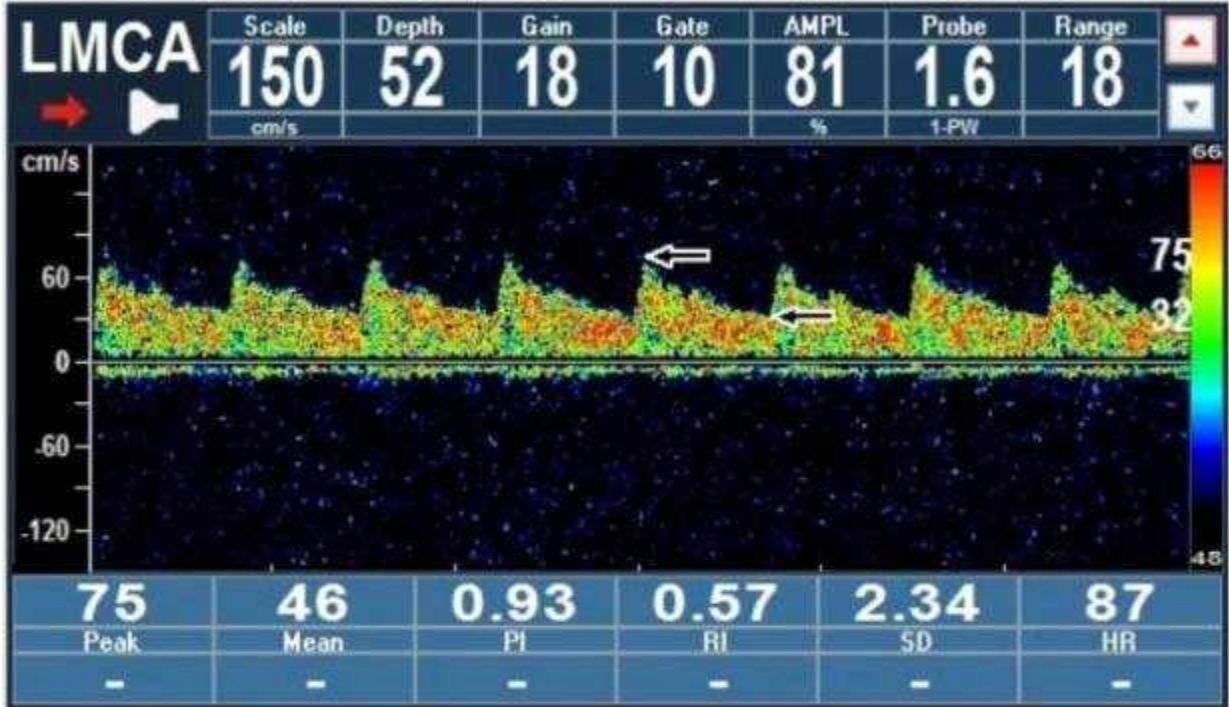 LMCA
Scale Depth Gain Gate AMPL Probe Range
150 52 18 10 81 1.6 18
cm/s % 1-PW
cm/s
66
75
60
32
0
-60
-120
48
75 46 0.93 0.57 2.34 87
Peak Mean PI RI SD HR
- - - - - -